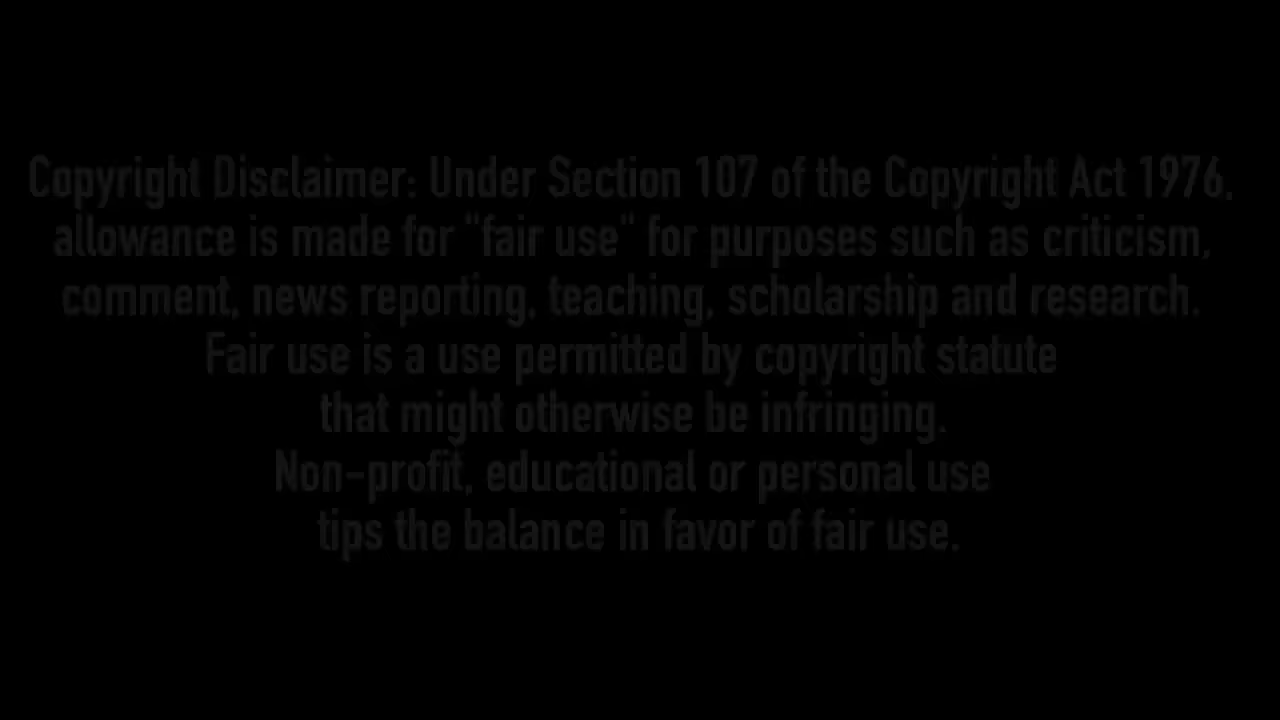 Copyright Disclaimer: Under Section 107 of the Copyright Act 1976,
allowance is made for "fair use" for purposes such as criticism,
comment, news reporting, teaching, scholarship and research.
Fair use is a use permitted by copyright statute
that might otherwise be infringing.
Non-profit, educational or personal use
tips the balance in favor of fair use.